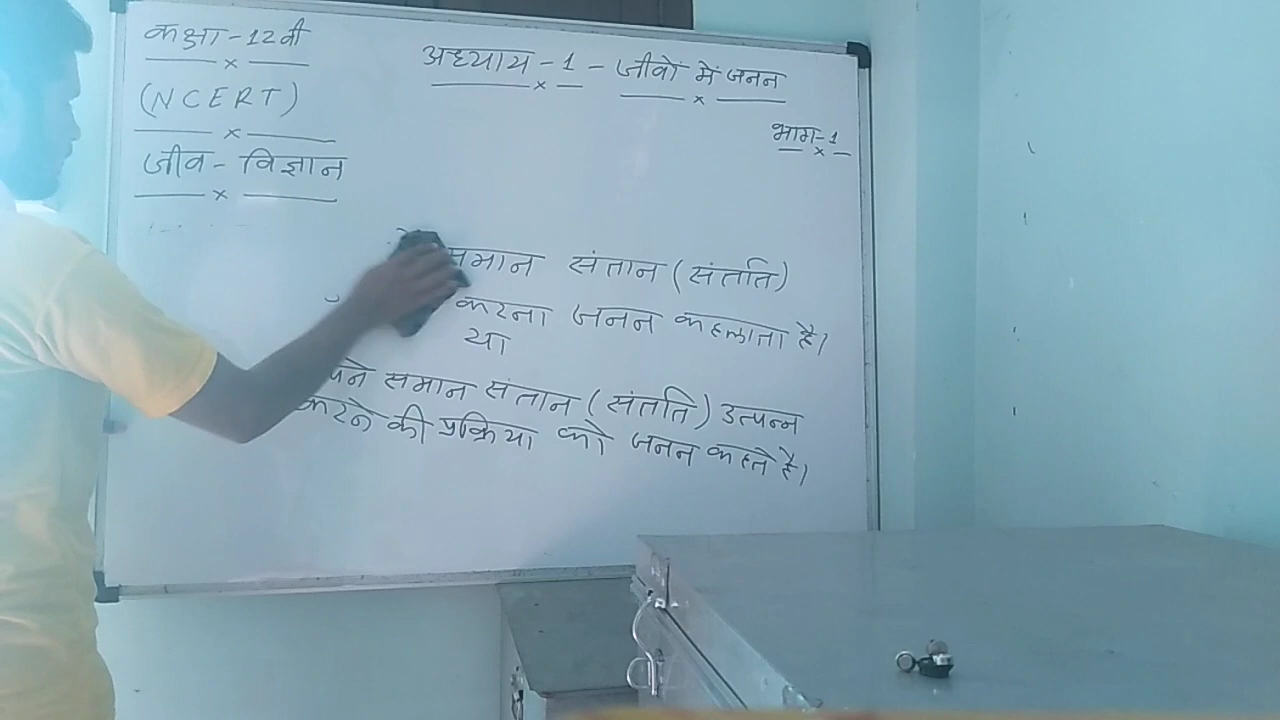 कक्षा - 12वी
अध्याय - 1 - जीवों में जनन
(NCERT)
भाग-1
जीव - विज्ञान
समान संतान (संतति)
करना जनन कहलाता है।
या
समान संतान (संतति) उत्पन्न
करने की प्रक्रिया को जनन कहते है।